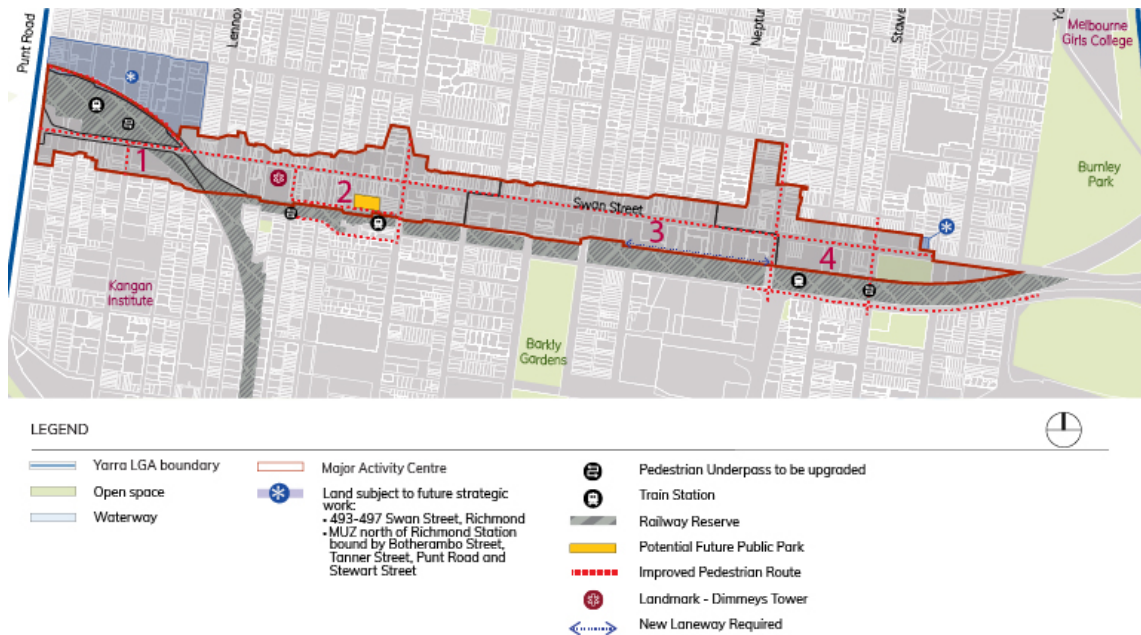 Punt Road
Lennox
Neptun
Stawe
Ya
Melbourne
Girls College
Burnley
Park
1
2
Swan Street
3
4
Kangan
Institute
Barkly
Gardens
LEGEND
Yarra LGA boundary
Open space
Waterway
Major Activity Centre
Land subject to future strategic
work:
• 493-497 Swan Street, Richmond
• MUZ north of Richmond Station
bound by Botherambo Street,
Tanner Street, Punt Road and
Stewart Street
Pedestrian Underpass to be upgraded
Train Station
Railway Reserve
Potential Future Public Park
Improved Pedestrian Route
Landmark - Dimmeys Tower
New Laneway Required